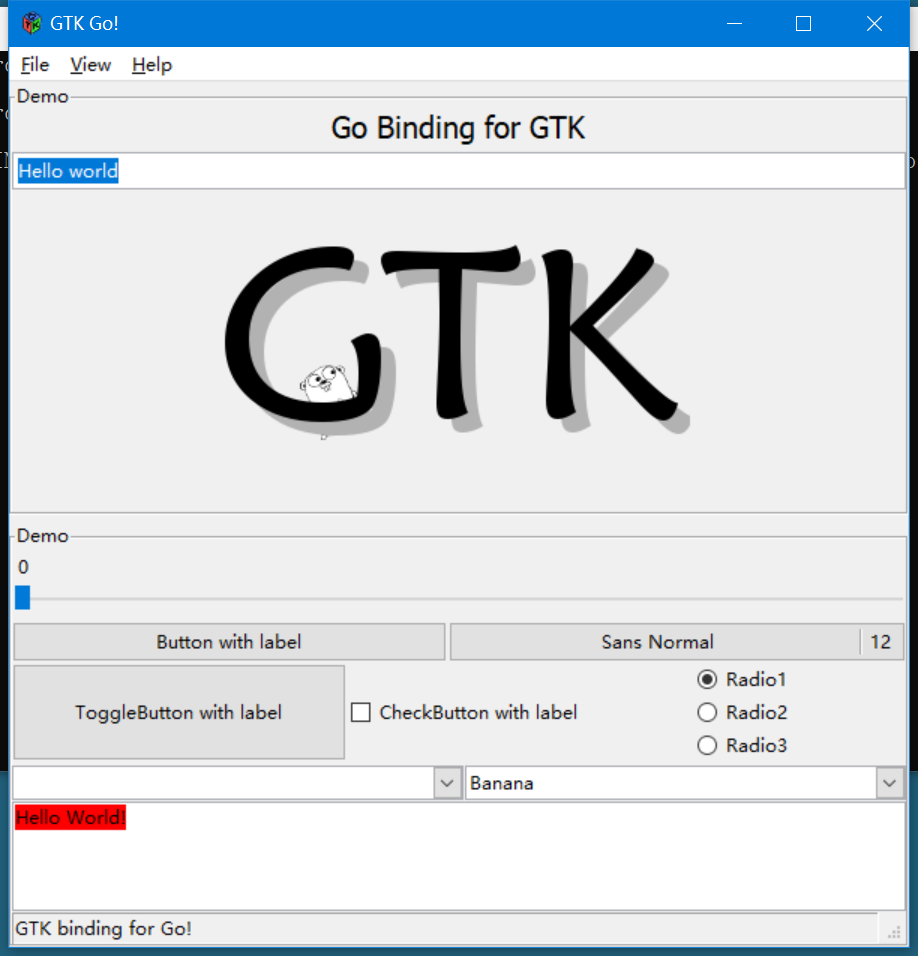 GTK Go!
File View Help
Demo
Go Binding for GTK
Hello world
GTK
Demo
0
Button with label Sans Normal 12
ToggleButton with label CheckButton with label Radio1
Radio2
Radio3
Banana
Hello World!
GTK binding for Go!